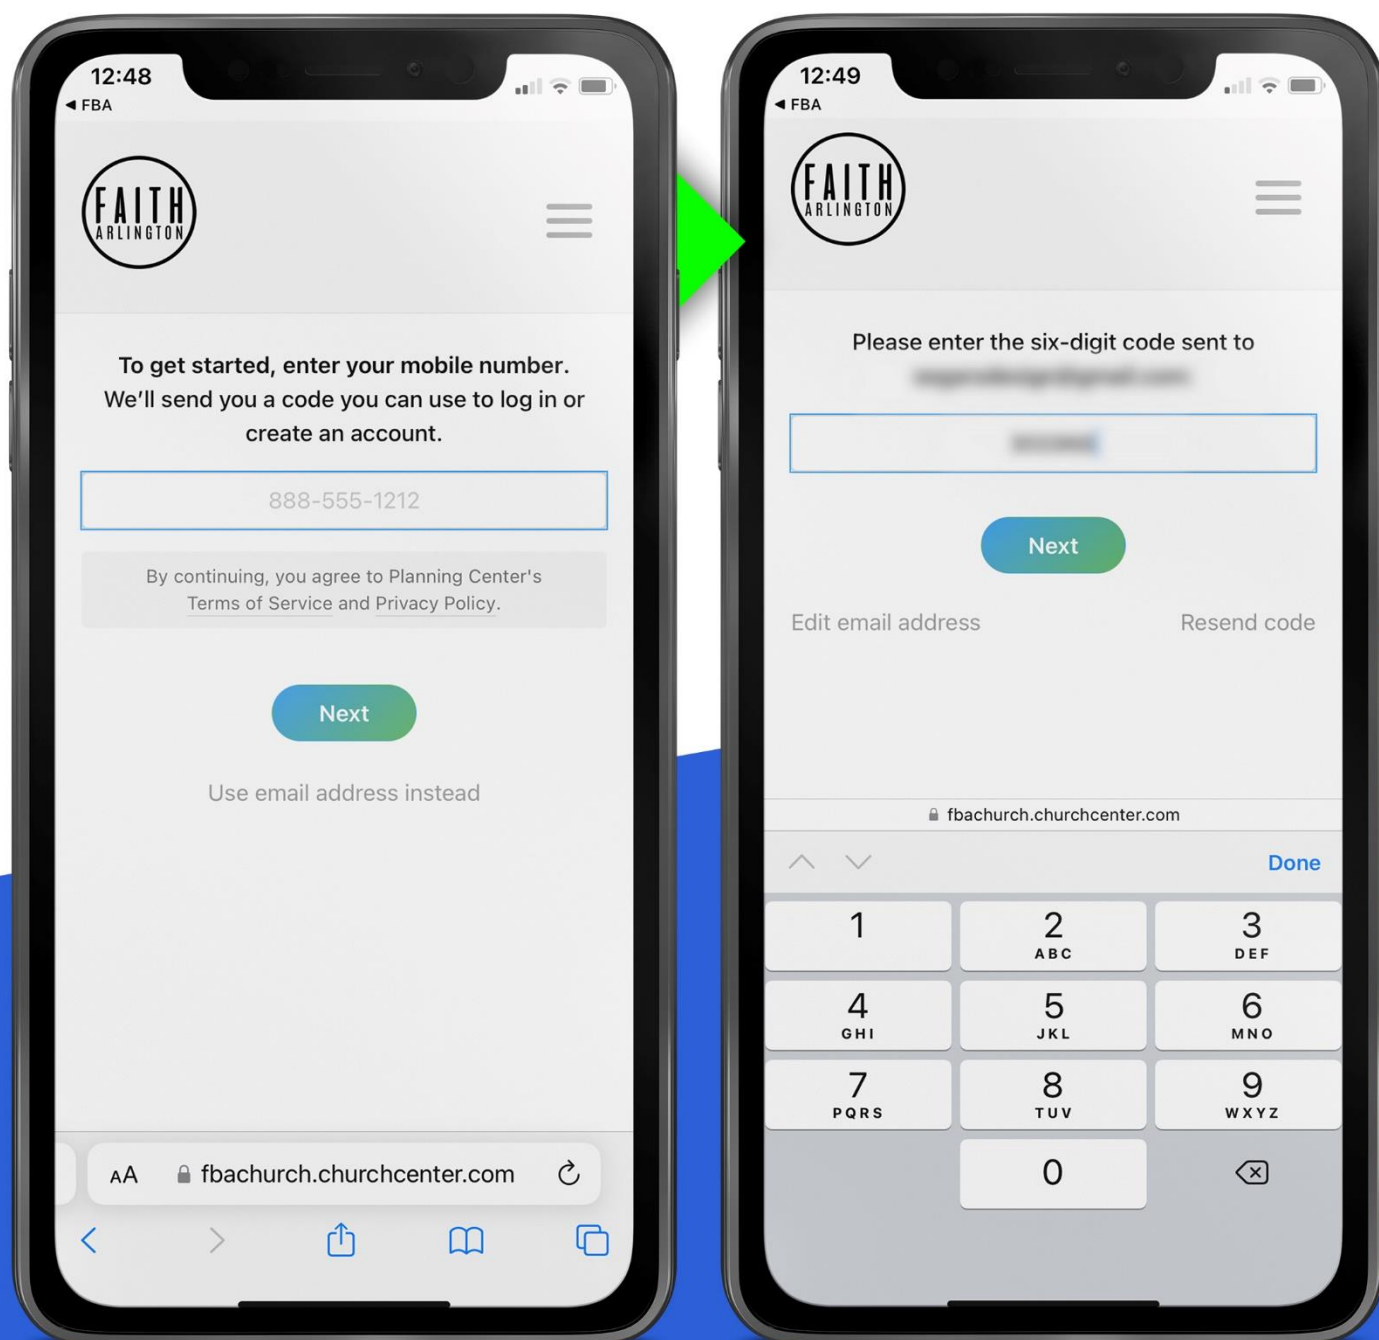 12:48
◀ FBA
FAITH
ARLINGTON
To get started, enter your mobile number.
We'll send you a code you can use to log in or
create an account.
888-555-1212
By continuing, you agree to Planning Center's
Terms of Service and Privacy Policy.
Next
Use email address instead
AA fbachurch.churchcenter.com
12:49
◀ FBA
FAITH
ARLINGTON
Please enter the six-digit code sent to
Next
Edit email address Resend code
fbachurch.churchcenter.com
Done
1 2 3
ABC DEF
4 5 6
GHI JKL MNO
7 8 9
PQRS TUV WXYZ
0